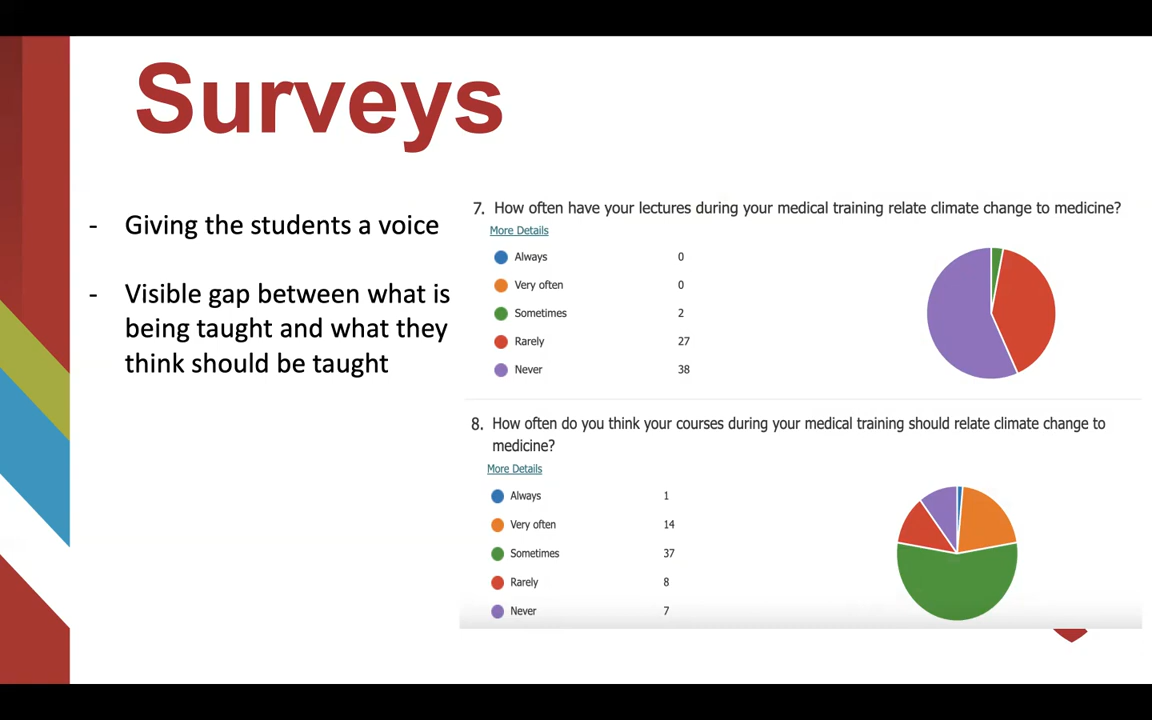 Surveys
- Giving the students a voice
- Visible gap between what is
being taught and what they
think should be taught
7. How often have your lectures during your medical training relate climate change to medicine?
More Details
Always 0
Very often 0
Sometimes 2
Rarely 27
Never 38
8. How often do you think your courses during your medical training should relate climate change to
medicine?
More Details
Always 1
Very often 14
Sometimes 37
Rarely 8
Never 7